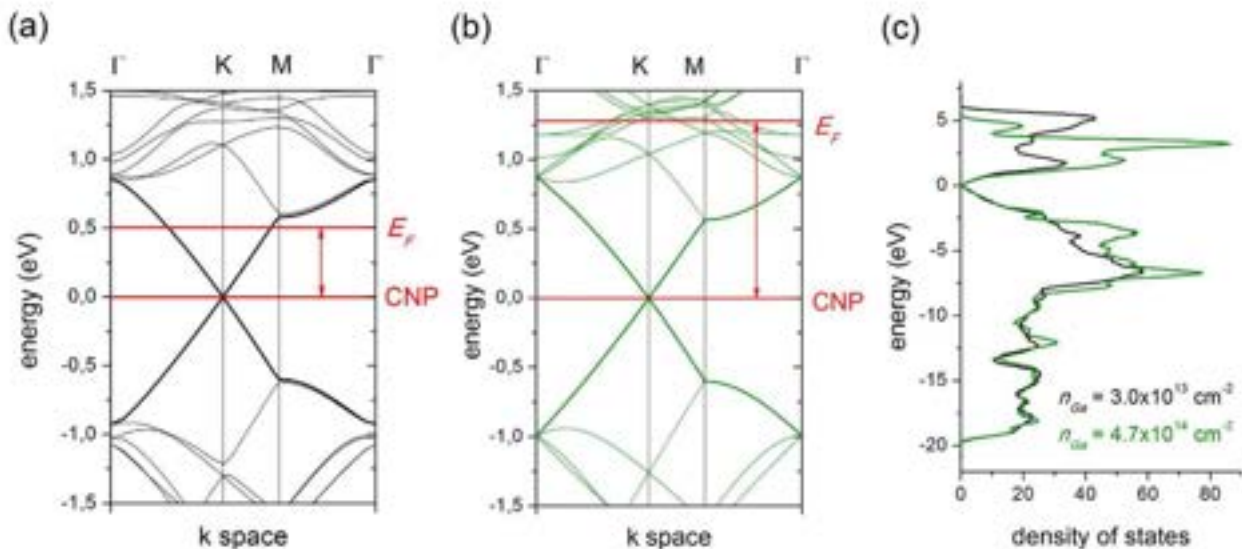 (a)
Γ K M Γ
1,5
1,0
0,5
0,0
-0,5
-1,0
-1,5
energy (eV)
E_F
CNP
k space
(b)
Γ K M Γ
1,5
1,0
0,5
0,0
-0,5
-1,0
-1,5
energy (eV)
E_F
CNP
k space
(c)
5
0
-5
-10
-15
-20
energy (eV)
n_Ga = 3.0x10^13 cm^-2
n_Ga = 4.7x10^14 cm^-2
0 20 40 60 80
density of states